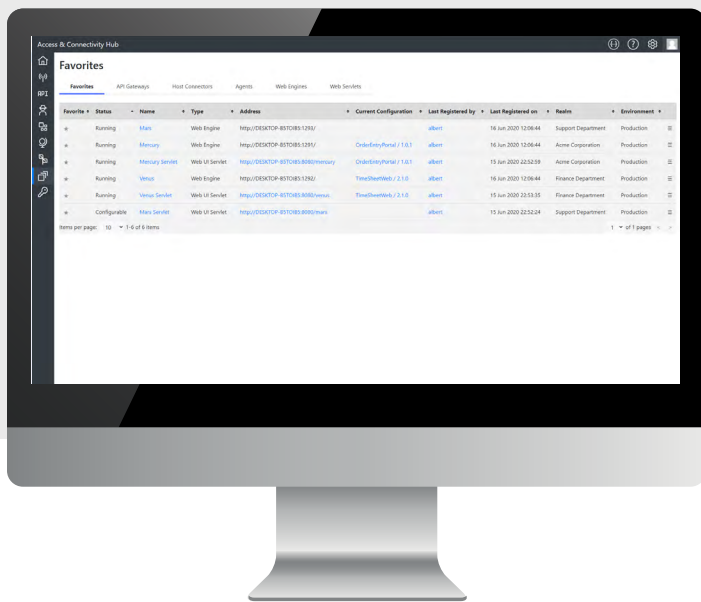 Access & Connectivity Hub
Favorites
API
Favorites API Gateways Host Connectors Agents Web Engines Web Servlets
Favorite Status Name Type Address Current Configuration Last Registered by Last Registered on Realm Environment
Running Mars Web Engine http://DESKTOP-B5TOIBS:1293/ albert 16 Jun 2020 12:06:44 Support Department Production
Running Mercury Web Engine http://DESKTOP-B5TOIBS:1291/ OrderEntryPortal / 1.0.1 albert 16 Jun 2020 12:06:44 Acme Corporation Production
Running Mercury Servlet Web UI Servlet http://DESKTOP-B5TOIBS:8080/mercury OrderEntryPortal / 1.0.1 albert 15 Jun 2020 22:52:59 Acme Corporation Production
Running Venus Web Engine http://DESKTOP-B5TOIBS:1292/ TimeSheetWeb / 2.1.0 albert 16 Jun 2020 12:06:44 Finance Department Production
Running Venus Servlet Web UI Servlet http://DESKTOP-B5TOIBS:8080/venus TimeSheetWeb / 2.1.0 albert 15 Jun 2020 22:53:35 Finance Department Production
Configurable Mars Servlet Web UI Servlet http://DESKTOP-B5TOIBS:8080/mars albert 15 Jun 2020 22:52:24 Support Department Production
Items per page: 10 1-6 of 6 items 1 of 1 pages